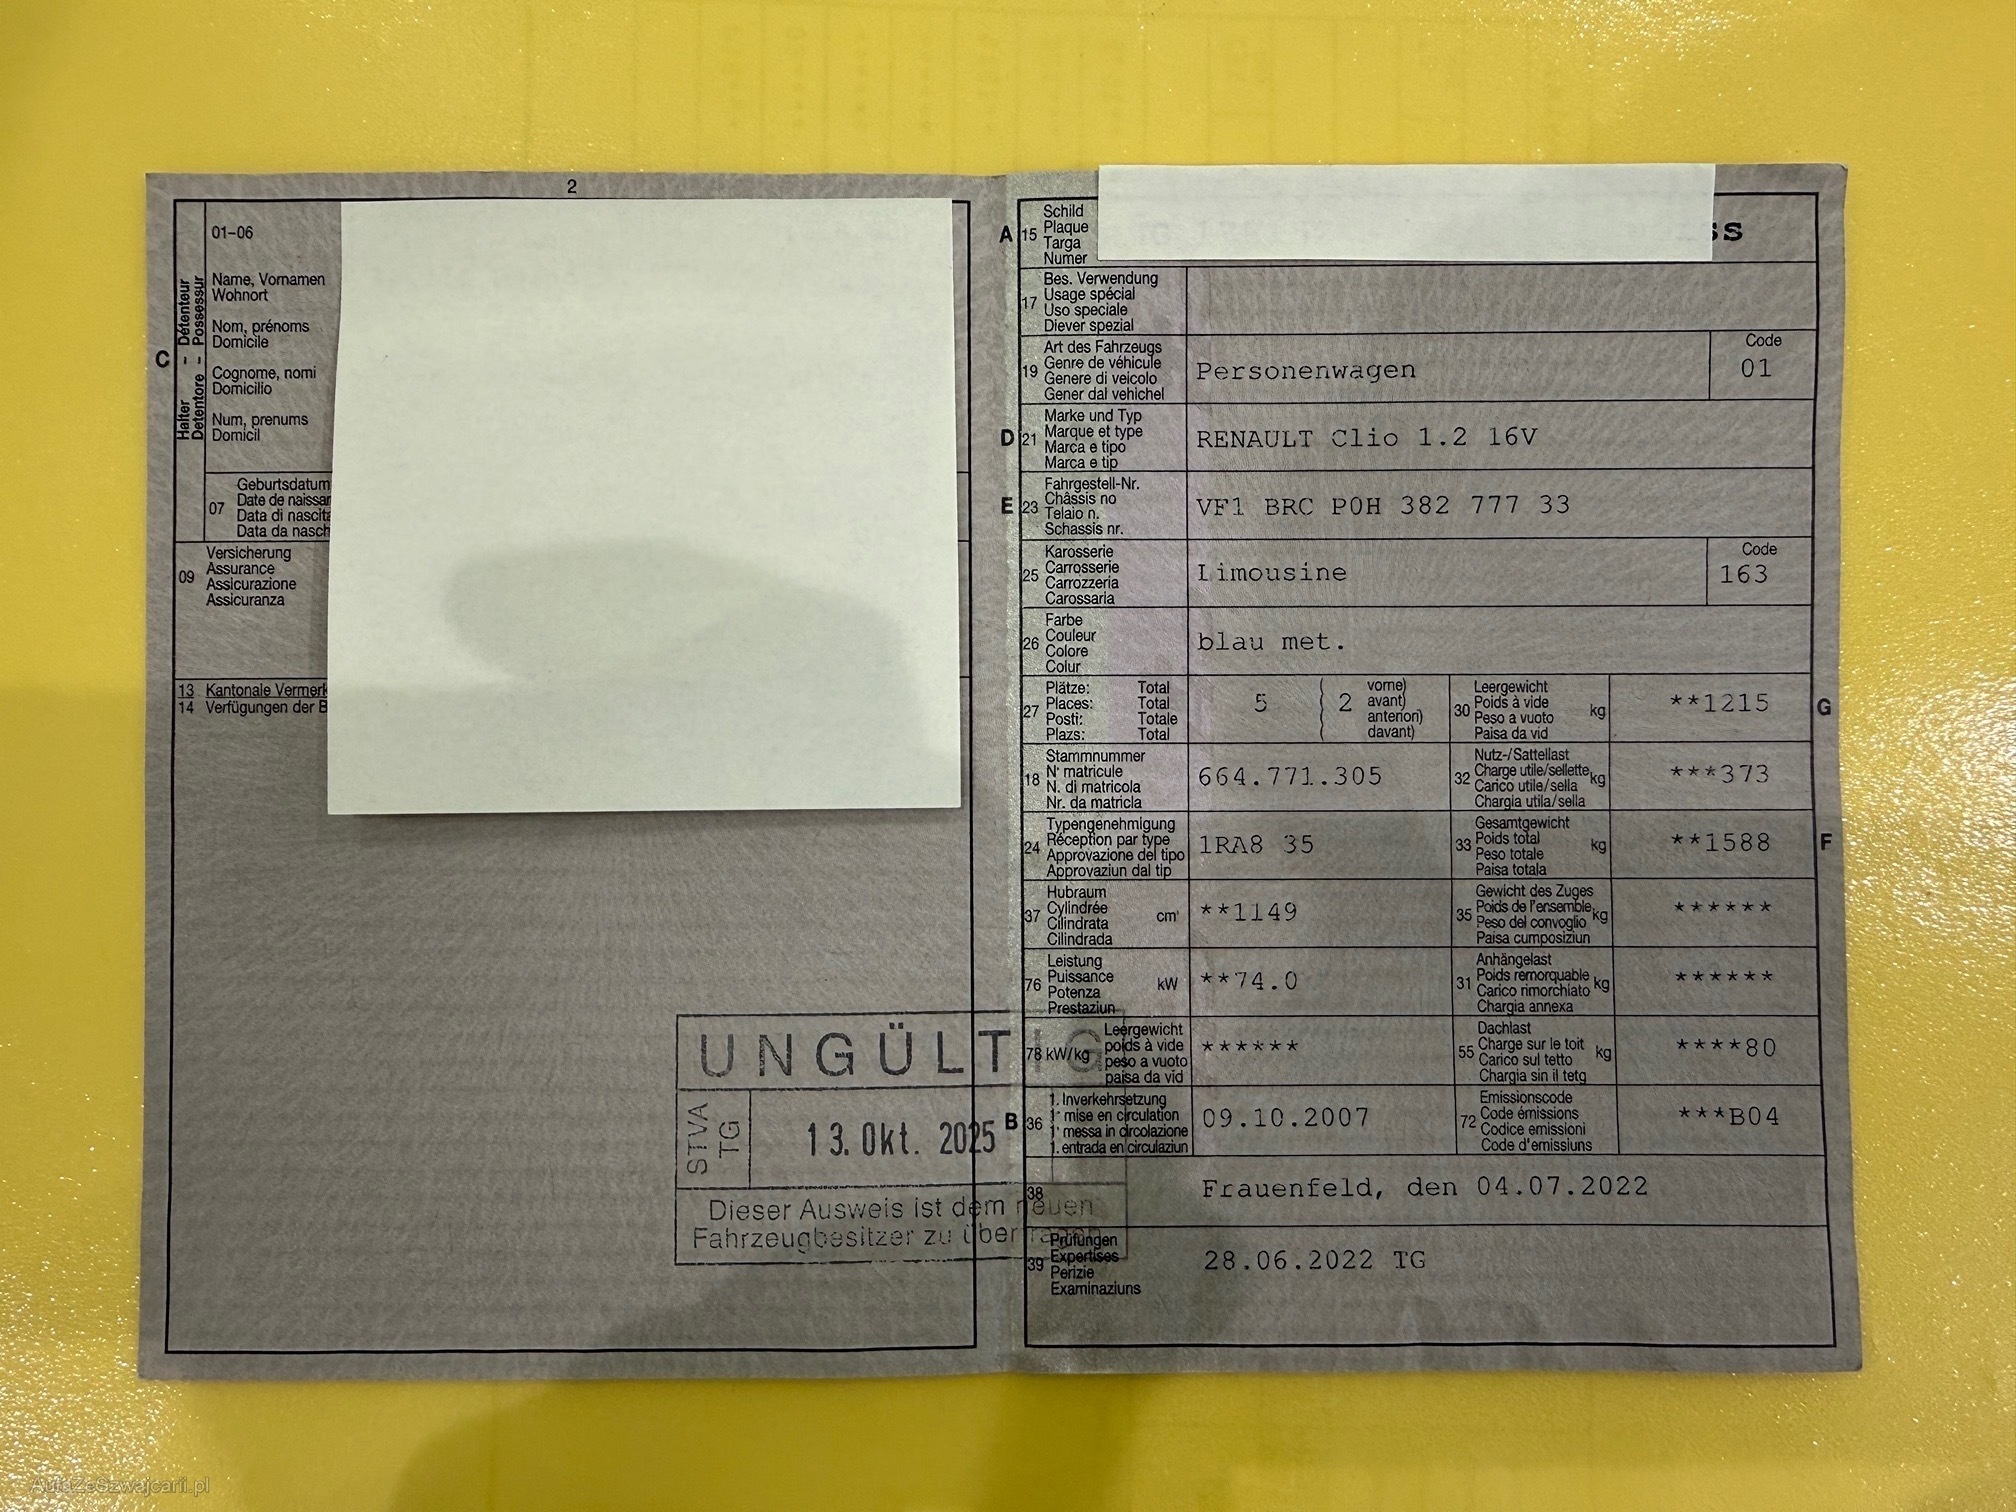 2
01-06
Name, Vornamen
Wohnort
Nom, prénoms
Domicile
Cognome, nomi
Domicilio
Num, prenums
Domicil
C
Halter - Détenteur
Detentore - Possessur
07
Geburtsdatum
Date de naissan
Data di nascita
Data da nasch
09
Versicherung
Assurance
Assicurazione
Assicuranza
13 Kantonale Vermerk
14 Verfügungen der B
UNGÜLTIG
STVA
TG
13. Okt. 2025
Dieser Ausweis ist dem neuen
Fahrzeugbesitzer zu übertragen
A
15
Schild
Plaque
Targa
Numer
ss
17
Bes. Verwendung
Usage spécial
Uso speciale
Diever spezial
19
Art des Fahrzeugs
Genre de véhicule
Genere di veicolo
Gener dal vehichel
Personenwagen
Code
01
D
21
Marke und Typ
Marque et type
Marca e tipo
Marca e tip
RENAULT Clio 1.2 16V
E
23
Fahrgestell-Nr.
Châssis no
Telaio n.
Schassis nr.
VF1 BRC P0H 382 777 33
25
Karosserie
Carrosserie
Carrozzeria
Carossaria
Limousine
Code
163
26
Farbe
Couleur
Colore
Colur
blau met.
27
Plätze: Total
Places: Total
Posti: Totale
Plazs: Total
5
( 2 vorne)
( avant)
( anteriori)
( davant)
30
Leergewicht
Poids à vide
Peso a vuoto
Paisa da vid
kg
**1215
G
18
Stammnummer
N° matricule
N. di matricola
Nr. da matricla
664.771.305
32
Nutz-/Sattellast
Charge utile/sellette
Carico utile/sella
Chargia utila/sella
kg
***373
24
Typengenehmigung
Réception par type
Approvazione del tipo
Approvaziun dal tip
1RA8 35
33
Gesamtgewicht
Poids total
Peso totale
Paisa totala
kg
**1588
F
37
Hubraum
Cylindrée
Cilindrata
Cilindrada
cm³
**1149
35
Gewicht des Zuges
Poids de l'ensemble
Peso del convoglio
Paisa cumposiziun
kg
******
76
Leistung
Puissance
Potenza
Prestaziun
kW
**74.0
31
Anhängelast
Poids remorquable
Carico rimorchiato
Chargia annexa
kg
******
78 kW/kg
Leergewicht
poids à vide
peso a vuoto
paisa da vid
******
55
Dachlast
Charge sur le toit
Carico sul tetto
Chargia sin il tetg
kg
****80
B
36
1. Inverkehrsetzung
1° mise en circulation
1° messa in circolazione
1. entrada en circulaziun
09.10.2007
72
Emissionscode
Code émissions
Codice emissioni
Code d'emissiuns
***B04
38
Frauenfeld, den 04.07.2022
39
Prüfungen
Expertises
Perizie
Examinaziuns
28.06.2022 TG
AutaZeSzwajcarii.pl